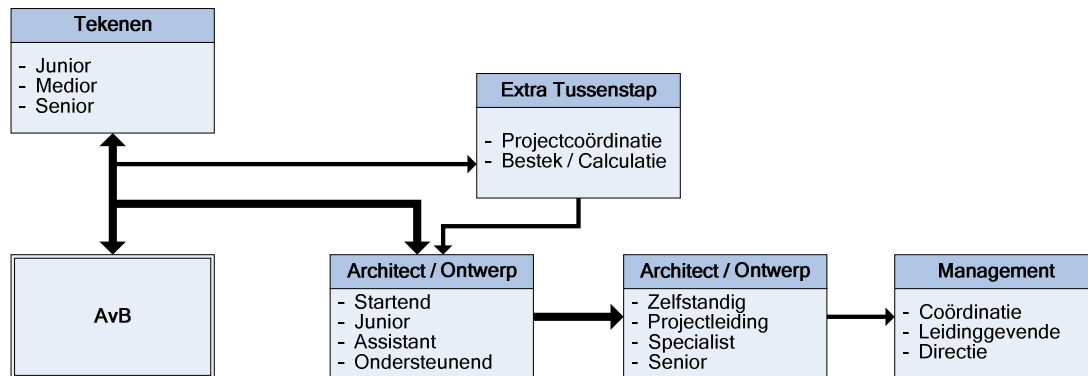 Tekenen
- Junior
- Medior
- Senior
Extra Tussenstap
- Projectcoördinatie
- Bestek / Calculatie
AvB
Architect / Ontwerp
- Startend
- Junior
- Assistant
- Ondersteunend
Architect / Ontwerp
- Zelfstandig
- Projectleiding
- Specialist
- Senior
Management
- Coördinatie
- Leidinggevende
- Directie